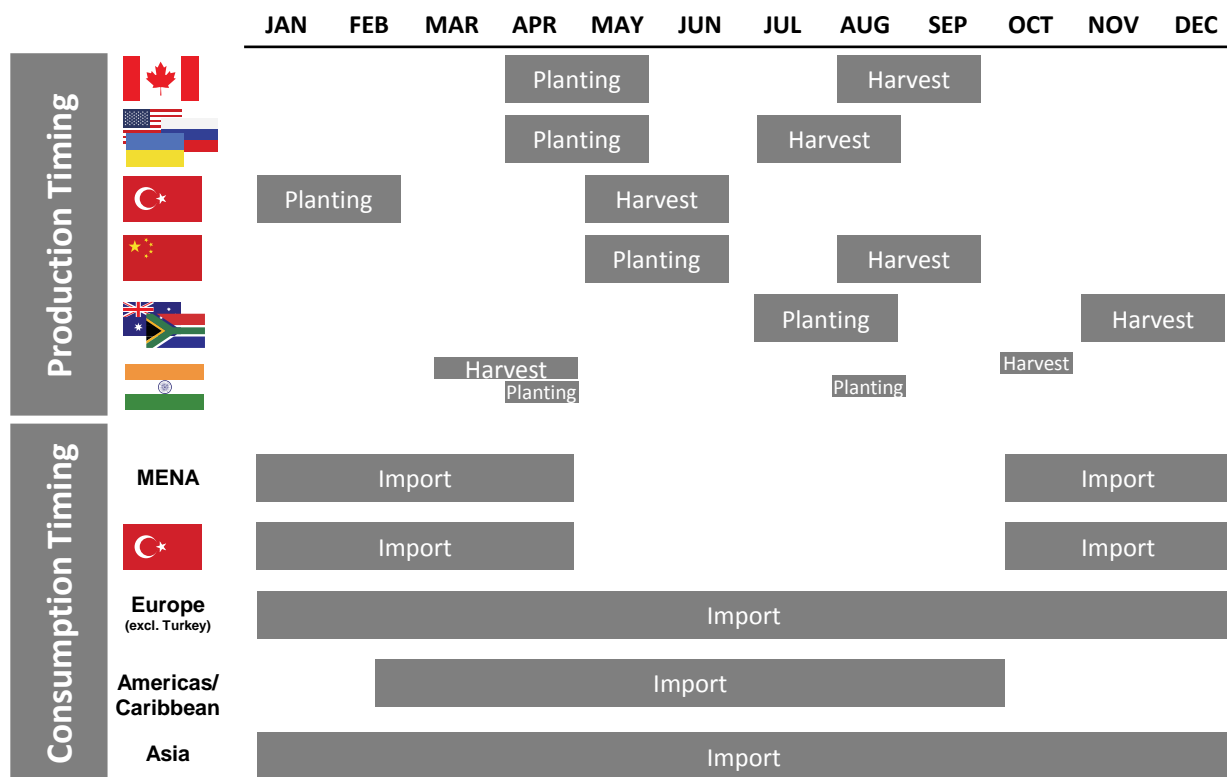 JAN FEB MAR APR MAY JUN JUL AUG SEP OCT NOV DEC
Production Timing
Planting Harvest
Planting Harvest
Planting Harvest
Planting Harvest
Planting Harvest
Harvest Harvest
Planting Planting
Consumption Timing
MENA Import Import
Import Import
Europe
(excl. Turkey)
Import
Americas/
Caribbean
Import
Asia Import